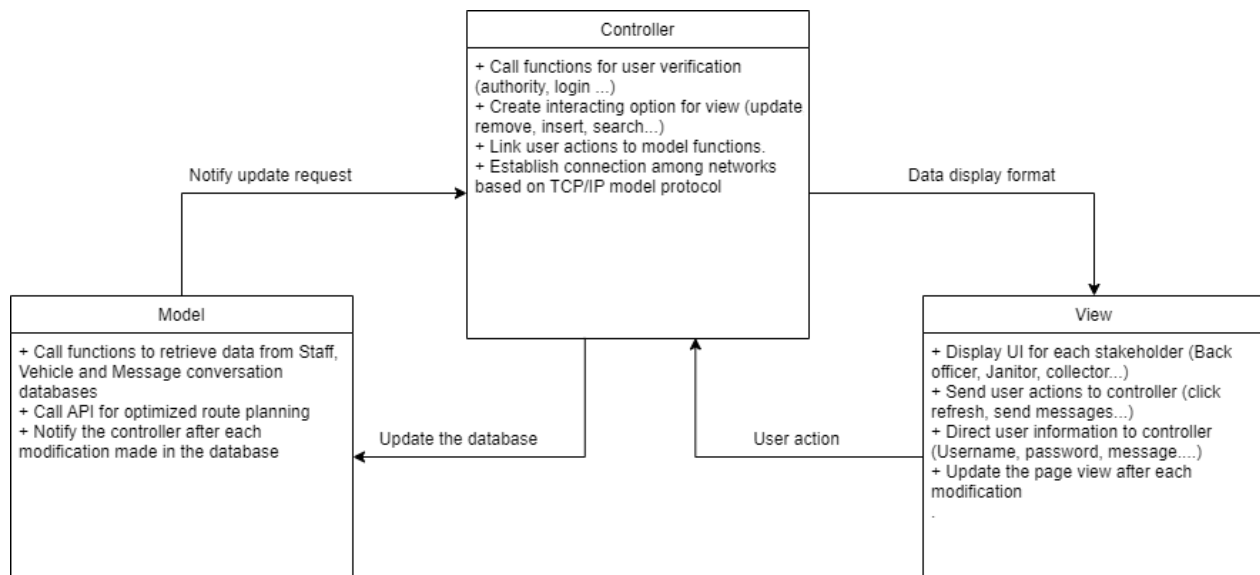 Controller
+ Call functions for user verification
(authority, login ...)
+ Create interacting option for view (update
remove, insert, search...)
+ Link user actions to model functions.
+ Establish connection among networks
based on TCP/IP model protocol
Notify update request
Data display format
Model
+ Call functions to retrieve data from Staff,
Vehicle and Message conversation
databases
+ Call API for optimized route planning
+ Notify the controller after each
modification made in the database
Update the database
User action
View
+ Display UI for each stakeholder (Back
officer, Janitor, collector...)
+ Send user actions to controller (click
refresh, send messages...)
+ Direct user information to controller
(Username, password, message....)
+ Update the page view after each
modification
.